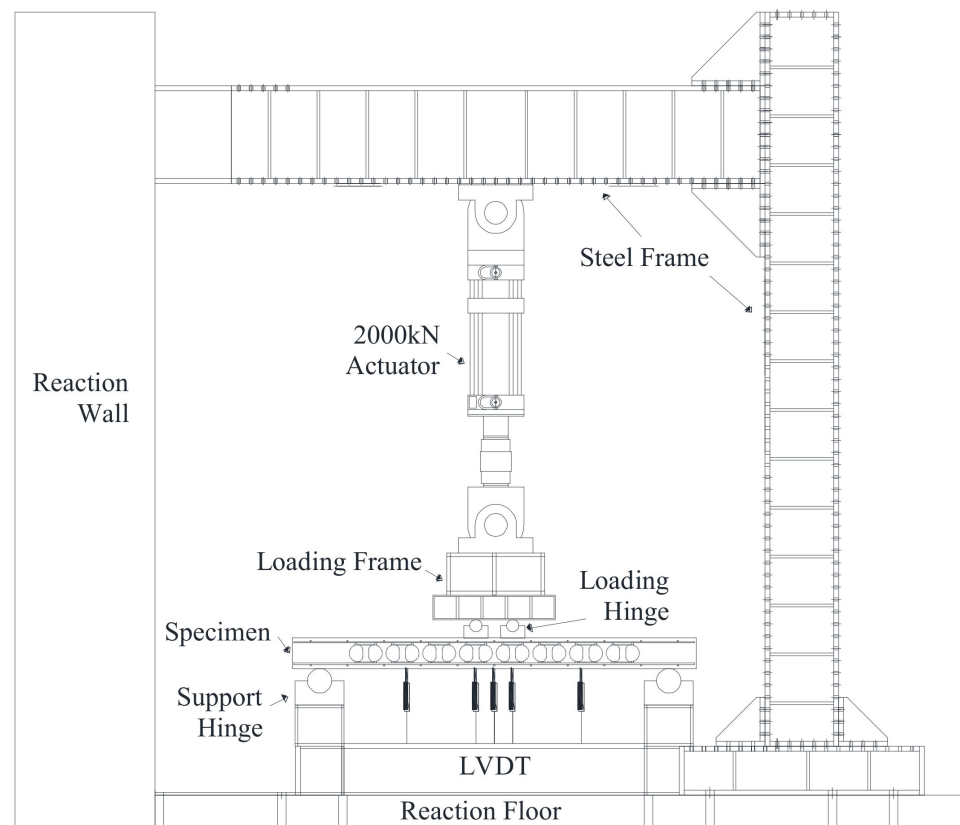 Steel Frame
2000kN
Actuator
Reaction
Wall
Loading Frame
Loading
Hinge
Specimen
Support
Hinge
LVDT
Reaction Floor